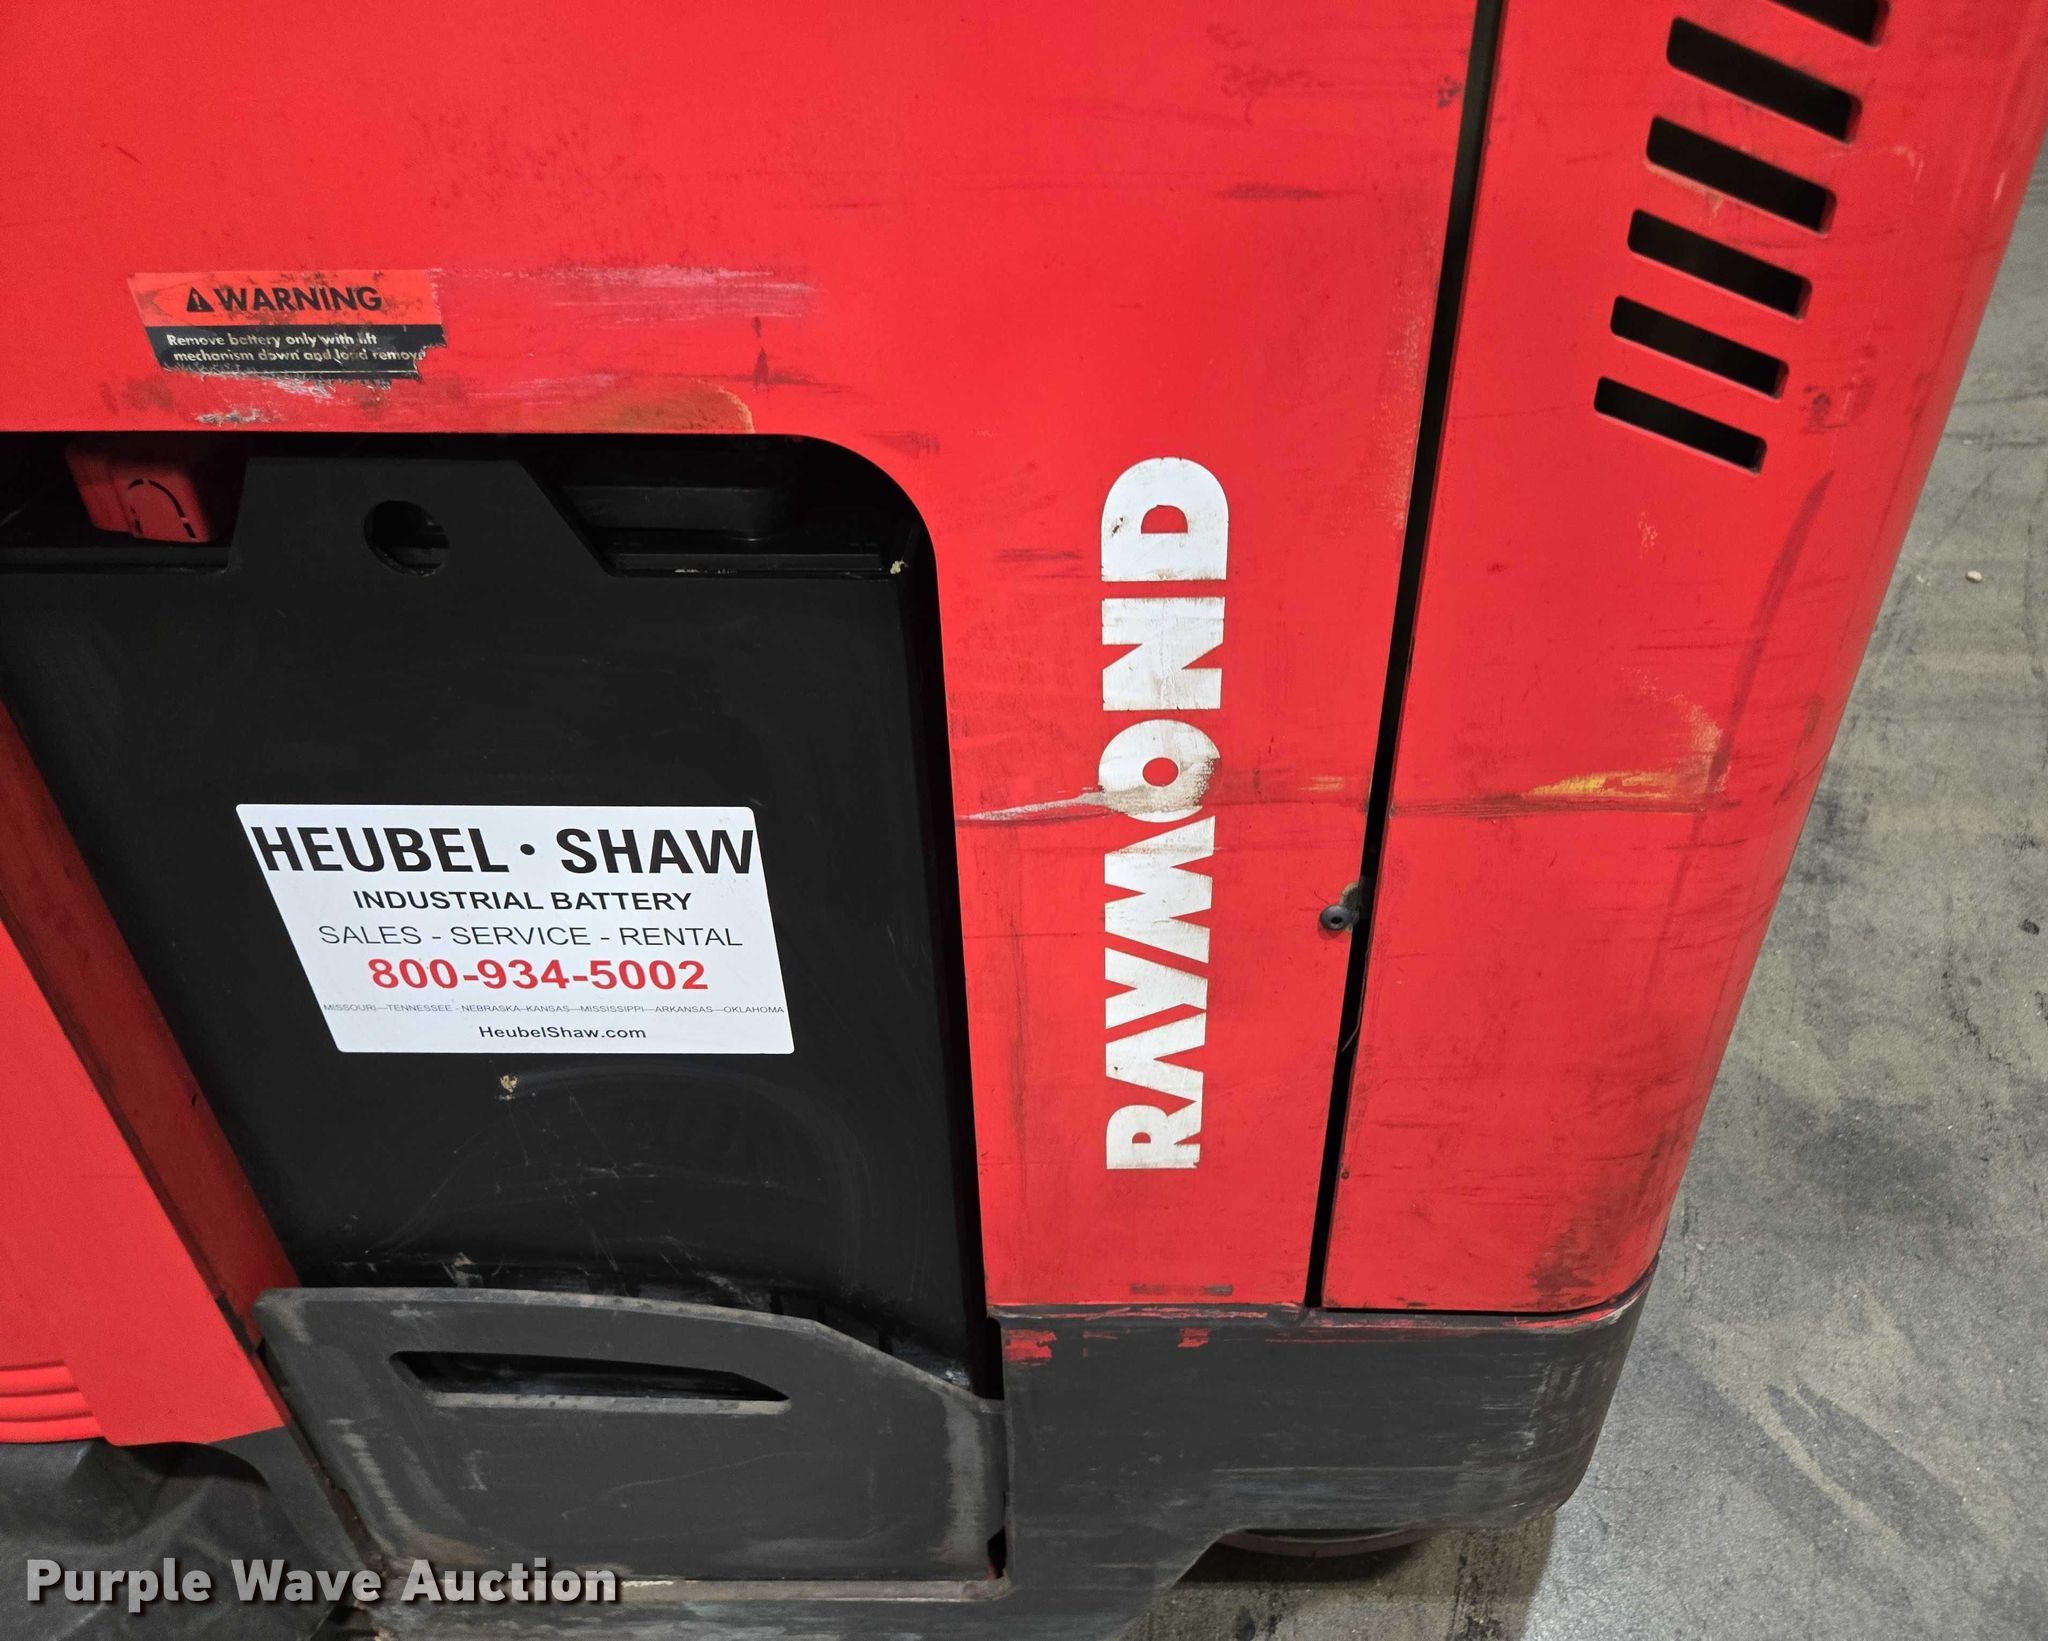 WARNING
Remove battery only with lift
mechanism down and load
HEUBEL · SHAW
INDUSTRIAL BATTERY
SALES - SERVICE - RENTAL
800-934-5002
MISSOURI—TENNESSEE - NEBRASKA-KANSAS—MISSISSIPPI—ARKANSAS—OKLAHOMA
HeubelShaw.com
RAYMOND
Purple Wave Auction